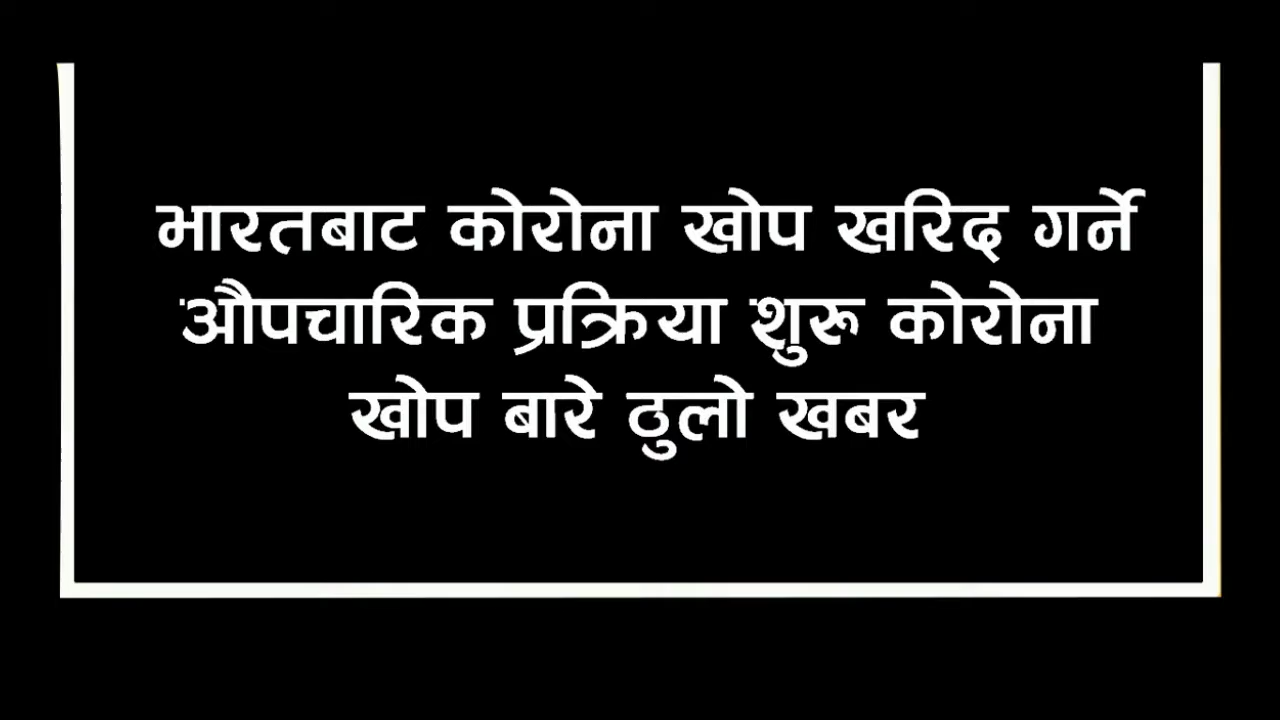 भारतबाट कोरोना खोप खरिद गर्ने
औपचारिक प्रक्रिया शुरू कोरोना
खोप बारे ठुलो खबर